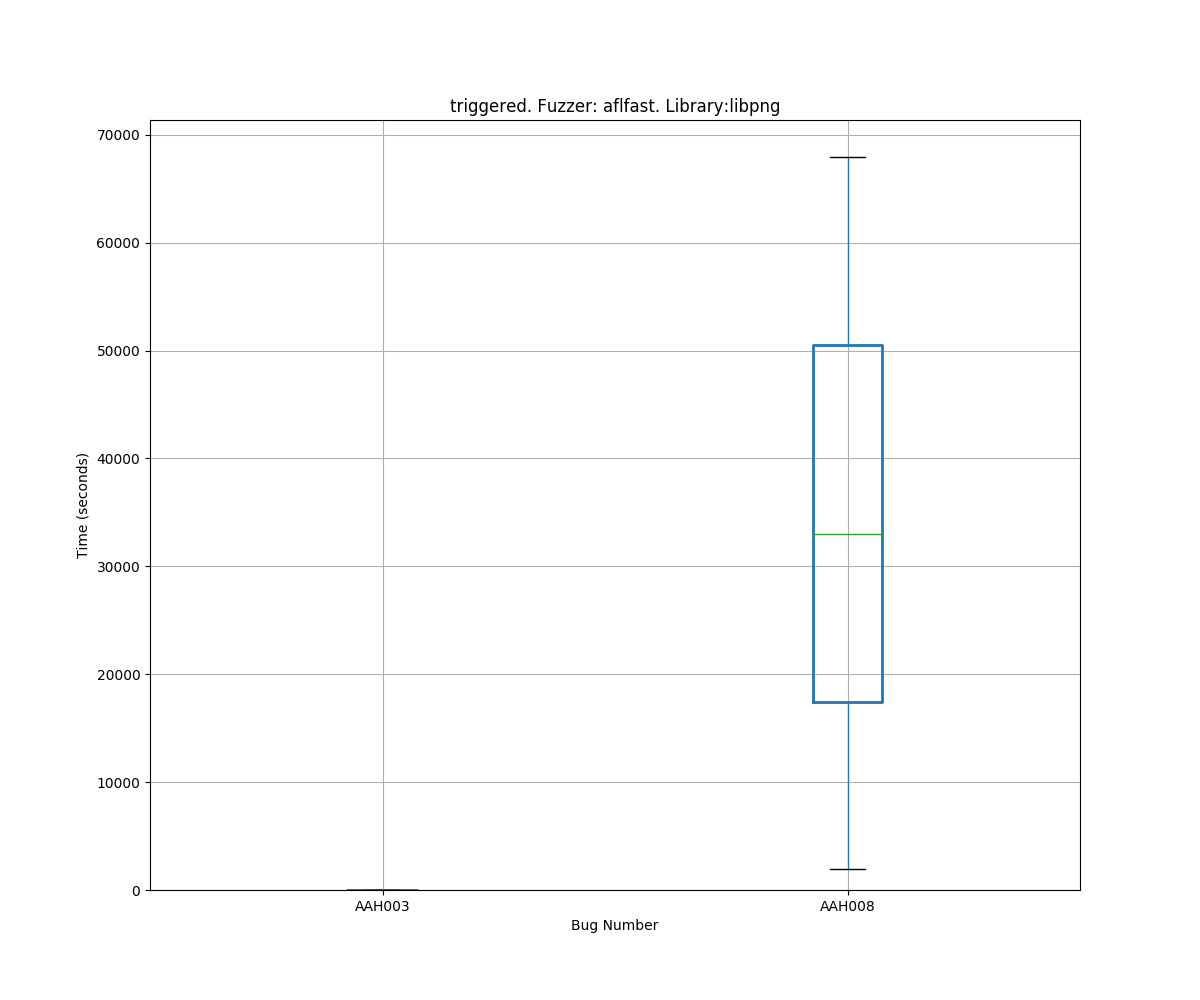 triggered. Fuzzer: aflfast. Library:libpng
70000
60000
50000
40000
30000
20000
10000
0
Time (seconds)
AAH003
AAH008
Bug Number